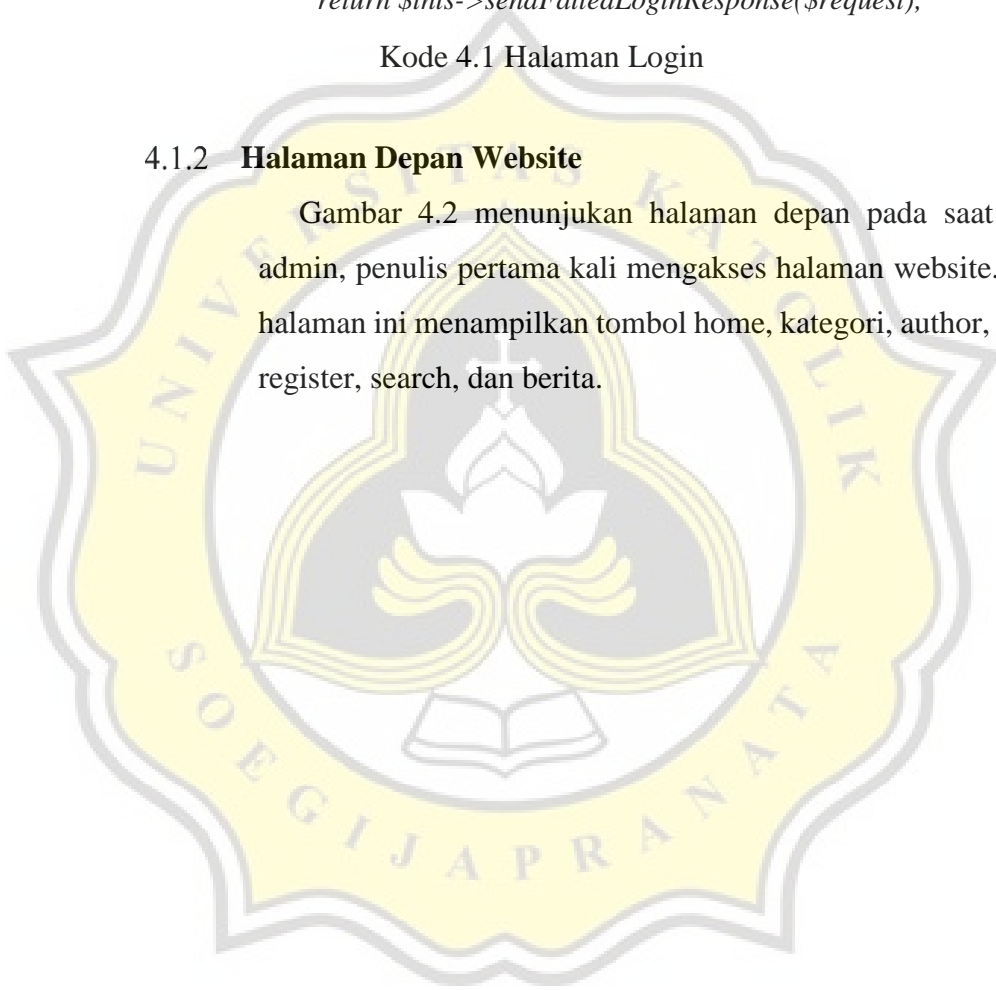 return $this->sendFailedLoginResponse($request);
Kode 4.1 Halaman Login
4.1.2 Halaman Depan Website
Gambar 4.2 menunjukan halaman depan pada saat
admin, penulis pertama kali mengakses halaman website.
halaman ini menampilkan tombol home, kategori, author,
register, search, dan berita.
UNIVERSITAS KATOLIK
SOEGIJAPRANATA